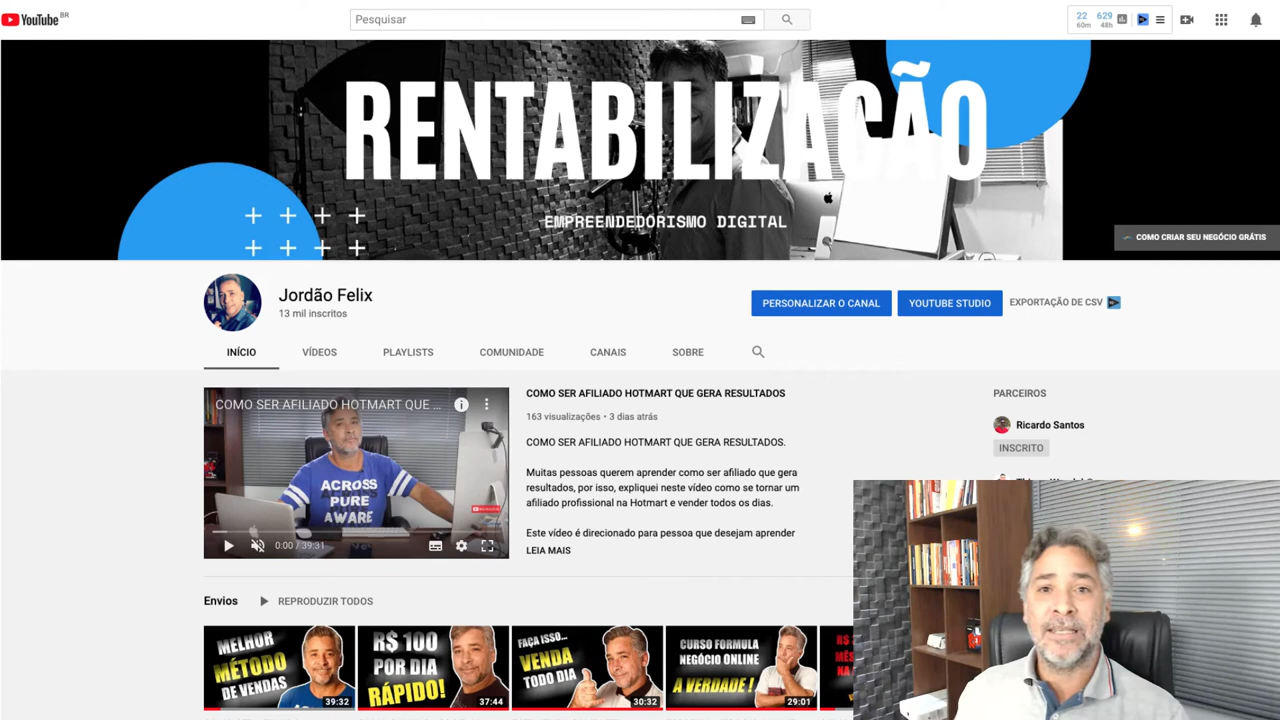 YouTube BR
Pesquisar
22 629
60m 48h
RENTABILIZAÇÃO
EMPREENDEDORISMO DIGITAL
COMO CRIAR SEU NEGÓCIO GRÁTIS
Jordão Felix
13 mil inscritos
PERSONALIZAR O CANAL
YOUTUBE STUDIO
EXPORTAÇÃO DE CSV
INÍCIO
VÍDEOS
PLAYLISTS
COMUNIDADE
CANAIS
SOBRE
COMO SER AFILIADO HOTMART QUE ...
ACROSS
PURE
AWARE
0:00 / 39:31
COMO SER AFILIADO HOTMART QUE GERA RESULTADOS
163 visualizações • 3 dias atrás
COMO SER AFILIADO HOTMART QUE GERA RESULTADOS.
Muitas pessoas querem aprender como ser afiliado que gera
resultados, por isso, expliquei neste vídeo como se tornar um
afiliado profissional na Hotmart e vender todos os dias.
Este vídeo é direcionado para pessoa que desejam aprender
LEIA MAIS
PARCEIROS
Ricardo Santos
INSCRITO
Envios
REPRODUZIR TODOS
MELHOR
MÉTODO
DE VENDAS
39:32
R$ 100
POR DIA
RÁPIDO!
37:44
FAÇA ISSO...
VENDA
TODO DIA
30:32
CURSO FORMULA
NEGÓCIO ONLINE
A VERDADE !
29:01